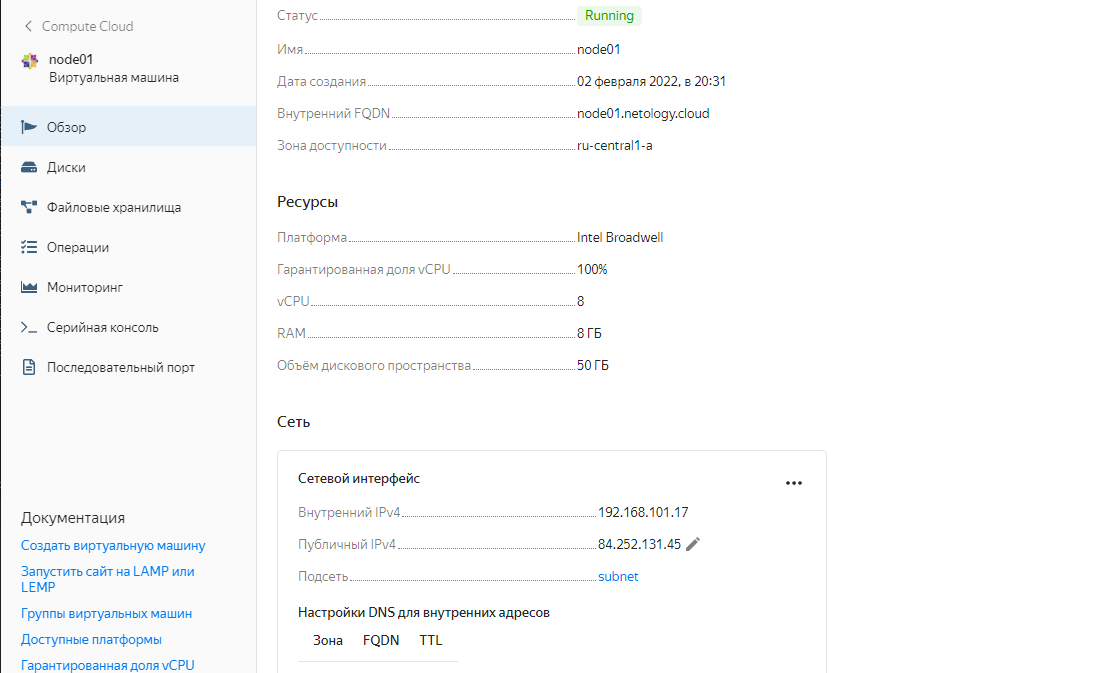 Compute Cloud
node01
Виртуальная машина
Обзор
Диски
Файловые хранилища
Операции
Мониторинг
Серийная консоль
Последовательный порт
Документация
Создать виртуальную машину
Запустить сайт на LAMP или
LEMP
Группы виртуальных машин
Доступные платформы
Гарантированная доля vCPU
Статус Running
Имя node01
Дата создания 02 февраля 2022, в 20:31
Внутренний FQDN node01.netology.cloud
Зона доступности ru-central1-a
Ресурсы
Платформа Intel Broadwell
Гарантированная доля vCPU 100%
vCPU 8
RAM 8 ГБ
Объём дискового пространства 50 ГБ
Сеть
Сетевой интерфейс
Внутренний IPv4 192.168.101.17
Публичный IPv4 84.252.131.45
Подсеть subnet
Настройки DNS для внутренних адресов
Зона FQDN TTL